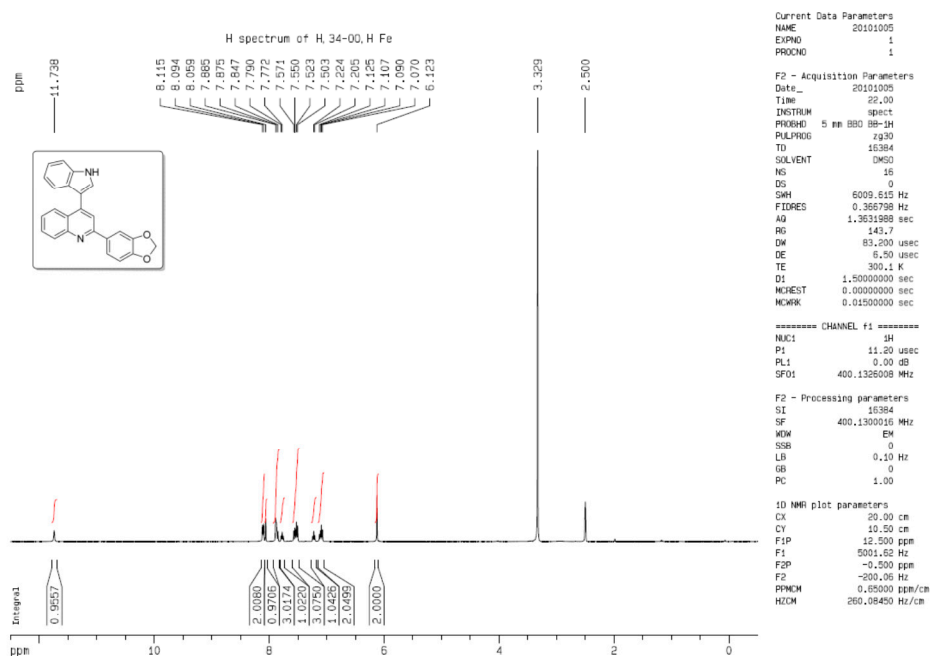 H spectrum of H, 34-00, H Fe
ppm
11.738
8.115
8.094
8.059
7.885
7.875
7.847
7.790
7.772
7.571
7.550
7.523
7.503
7.224
7.205
7.125
7.107
7.090
7.070
6.123
3.329
2.500
NH
N
O
O
Integral
0.9557
2.0080
0.9706
3.0174
1.0220
3.0750
1.0426
2.0499
2.0000
ppm 10 8 6 4 2 0
Current Data Parameters
NAME 20101005
EXPNO 1
PROCNO 1
F2 - Acquisition Parameters
Date_ 20101005
Time 22.00
INSTRUM spect
PROBHD 5 mm BBO BB-1H
PULPROG zg30
TD 16384
SOLVENT DMSO
NS 16
DS 0
SWH 6009.615 Hz
FIDRES 0.366798 Hz
AQ 1.3631988 sec
RG 143.7
DW 83.200 usec
DE 6.50 usec
TE 300.1 K
D1 1.50000000 sec
MCREST 0.00000000 sec
MCWRK 0.01500000 sec
======== CHANNEL f1 ========
NUC1 1H
P1 11.20 usec
PL1 0.00 dB
SFO1 400.1326008 MHz
F2 - Processing parameters
SI 16384
SF 400.1300016 MHz
WDW EM
SSB 0
LB 0.10 Hz
GB 0
PC 1.00
1D NMR plot parameters
CX 20.00 cm
CY 10.50 cm
F1P 12.500 ppm
F1 5001.62 Hz
F2P -0.500 ppm
F2 -200.06 Hz
PPMCM 0.65000 ppm/cm
HZCM 260.08450 Hz/cm